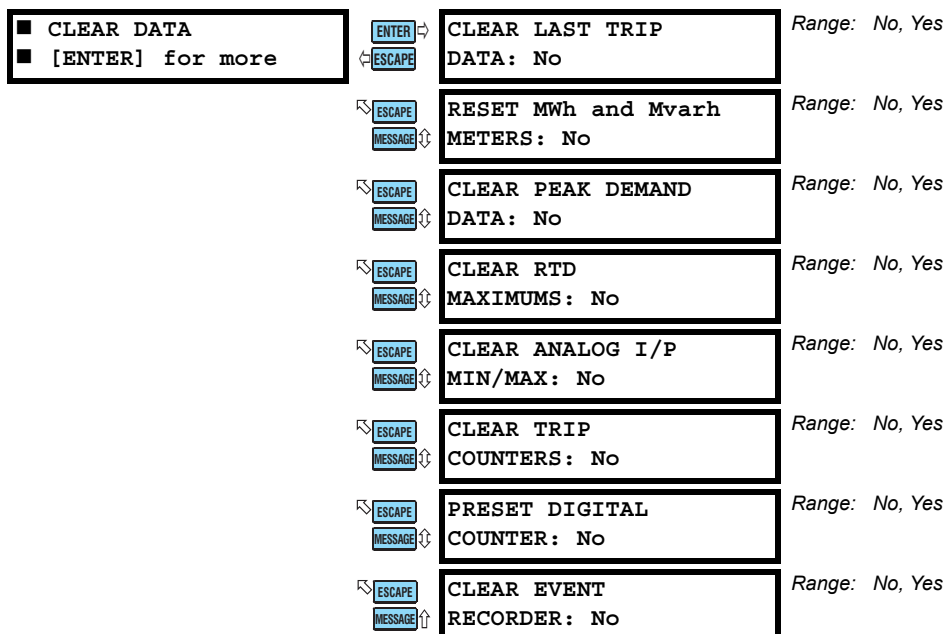 ■ CLEAR DATA
■ [ENTER] for more
ENTER
ESCAPE
CLEAR LAST TRIP
DATA: No
Range: No, Yes
ESCAPE
MESSAGE
RESET MWh and Mvarh
METERS: No
Range: No, Yes
ESCAPE
MESSAGE
CLEAR PEAK DEMAND
DATA: No
Range: No, Yes
ESCAPE
MESSAGE
CLEAR RTD
MAXIMUMS: No
Range: No, Yes
ESCAPE
MESSAGE
CLEAR ANALOG I/P
MIN/MAX: No
Range: No, Yes
ESCAPE
MESSAGE
CLEAR TRIP
COUNTERS: No
Range: No, Yes
ESCAPE
MESSAGE
PRESET DIGITAL
COUNTER: No
Range: No, Yes
ESCAPE
MESSAGE
CLEAR EVENT
RECORDER: No
Range: No, Yes